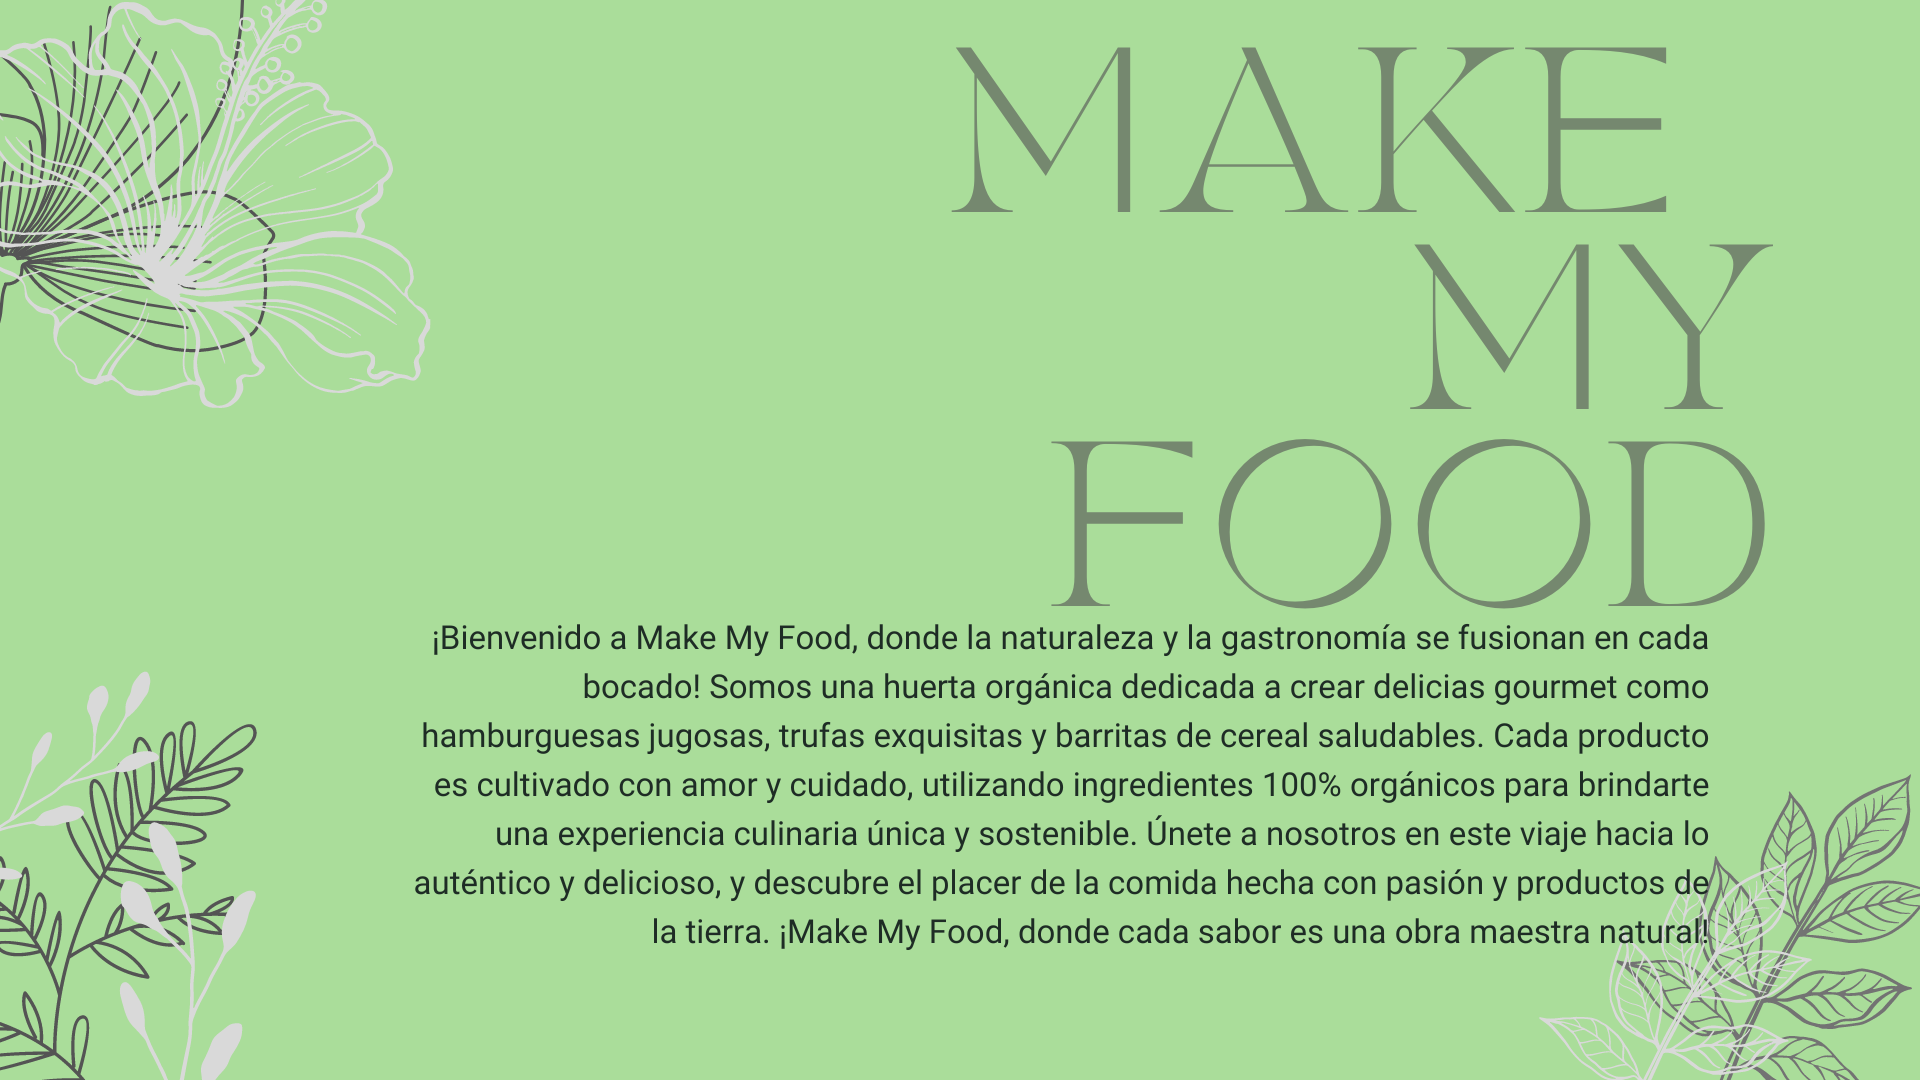 MAKE
MY
FOOD
¡Bienvenido a Make My Food, donde la naturaleza y la gastronomía se fusionan en cada
bocado! Somos una huerta orgánica dedicada a crear delicias gourmet como
hamburguesas jugosas, trufas exquisitas y barritas de cereal saludables. Cada producto
es cultivado con amor y cuidado, utilizando ingredientes 100% orgánicos para brindarte
una experiencia culinaria única y sostenible. Únete a nosotros en este viaje hacia lo
auténtico y delicioso, y descubre el placer de la comida hecha con pasión y productos de
la tierra. ¡Make My Food, donde cada sabor es una obra maestra natural!